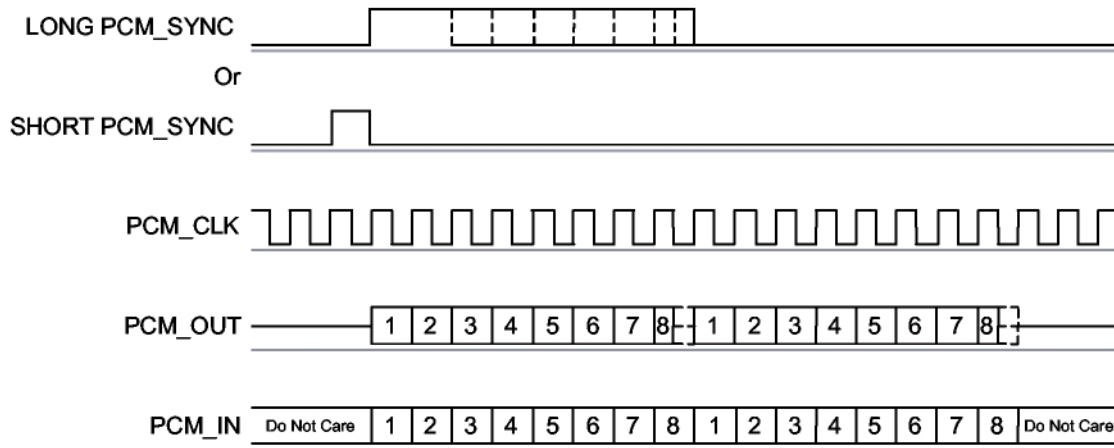 LONG PCM_SYNC
Or
SHORT PCM_SYNC
PCM_CLK
PCM_OUT 1 2 3 4 5 6 7 8 1 2 3 4 5 6 7 8
PCM_IN Do Not Care 1 2 3 4 5 6 7 8 1 2 3 4 5 6 7 8 Do Not Care